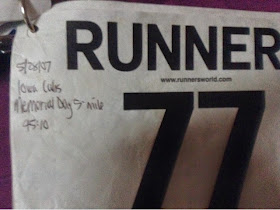 RUNNER
www.runnersworld.com
77
5/28/07
Iowa Cubs
Memorial Day 5-mile
45:10